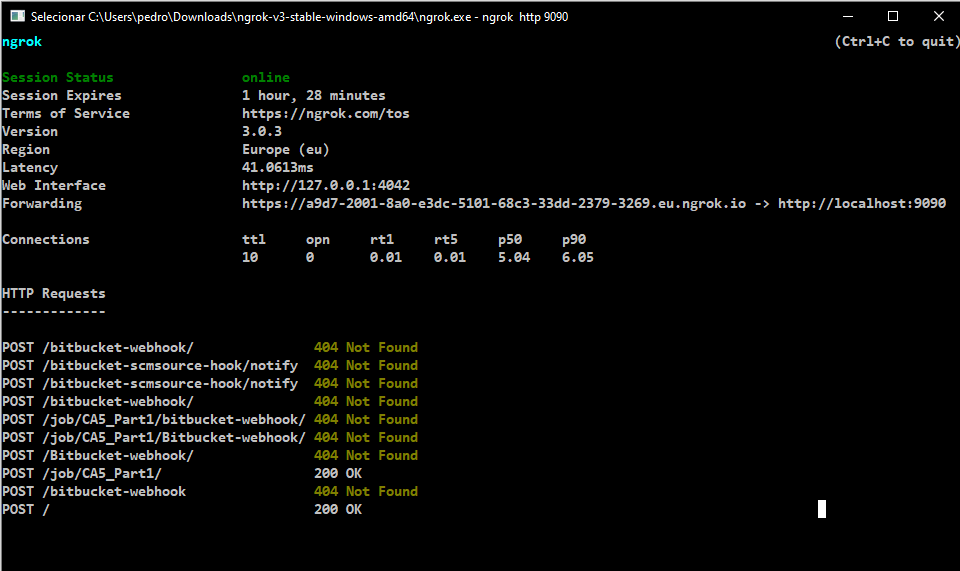 Selecionar C:\Users\pedro\Downloads\ngrok-v3-stable-windows-amd64\ngrok.exe - ngrok  http 9090
ngrok (Ctrl+C to quit)
Session Status online
Session Expires 1 hour, 28 minutes
Terms of Service https://ngrok.com/tos
Version 3.0.3
Region Europe (eu)
Latency 41.0613ms
Web Interface http://127.0.0.1:4042
Forwarding https://a9d7-2001-8a0-e3dc-5101-68c3-33dd-2379-3269.eu.ngrok.io -> http://localhost:9090
Connections ttl opn rt1 rt5 p50 p90
10 0 0.01 0.01 5.04 6.05
HTTP Requests
-------------
POST /bitbucket-webhook/ 404 Not Found
POST /bitbucket-scmsource-hook/notify 404 Not Found
POST /bitbucket-scmsource-hook/notify 404 Not Found
POST /bitbucket-webhook/ 404 Not Found
POST /job/CA5_Part1/bitbucket-webhook/ 404 Not Found
POST /job/CA5_Part1/Bitbucket-webhook/ 404 Not Found
POST /Bitbucket-webhook/ 404 Not Found
POST /job/CA5_Part1/ 200 OK
POST /bitbucket-webhook 404 Not Found
POST / 200 OK